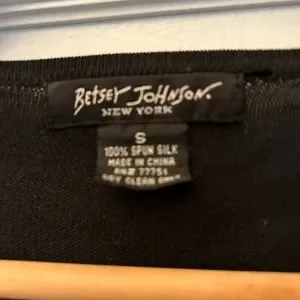 BETSEY JOHNSON.
NEW YORK
S
100% SPUN SILK
MADE IN CHINA
RN# 77751
DRY CLEAN ONLY